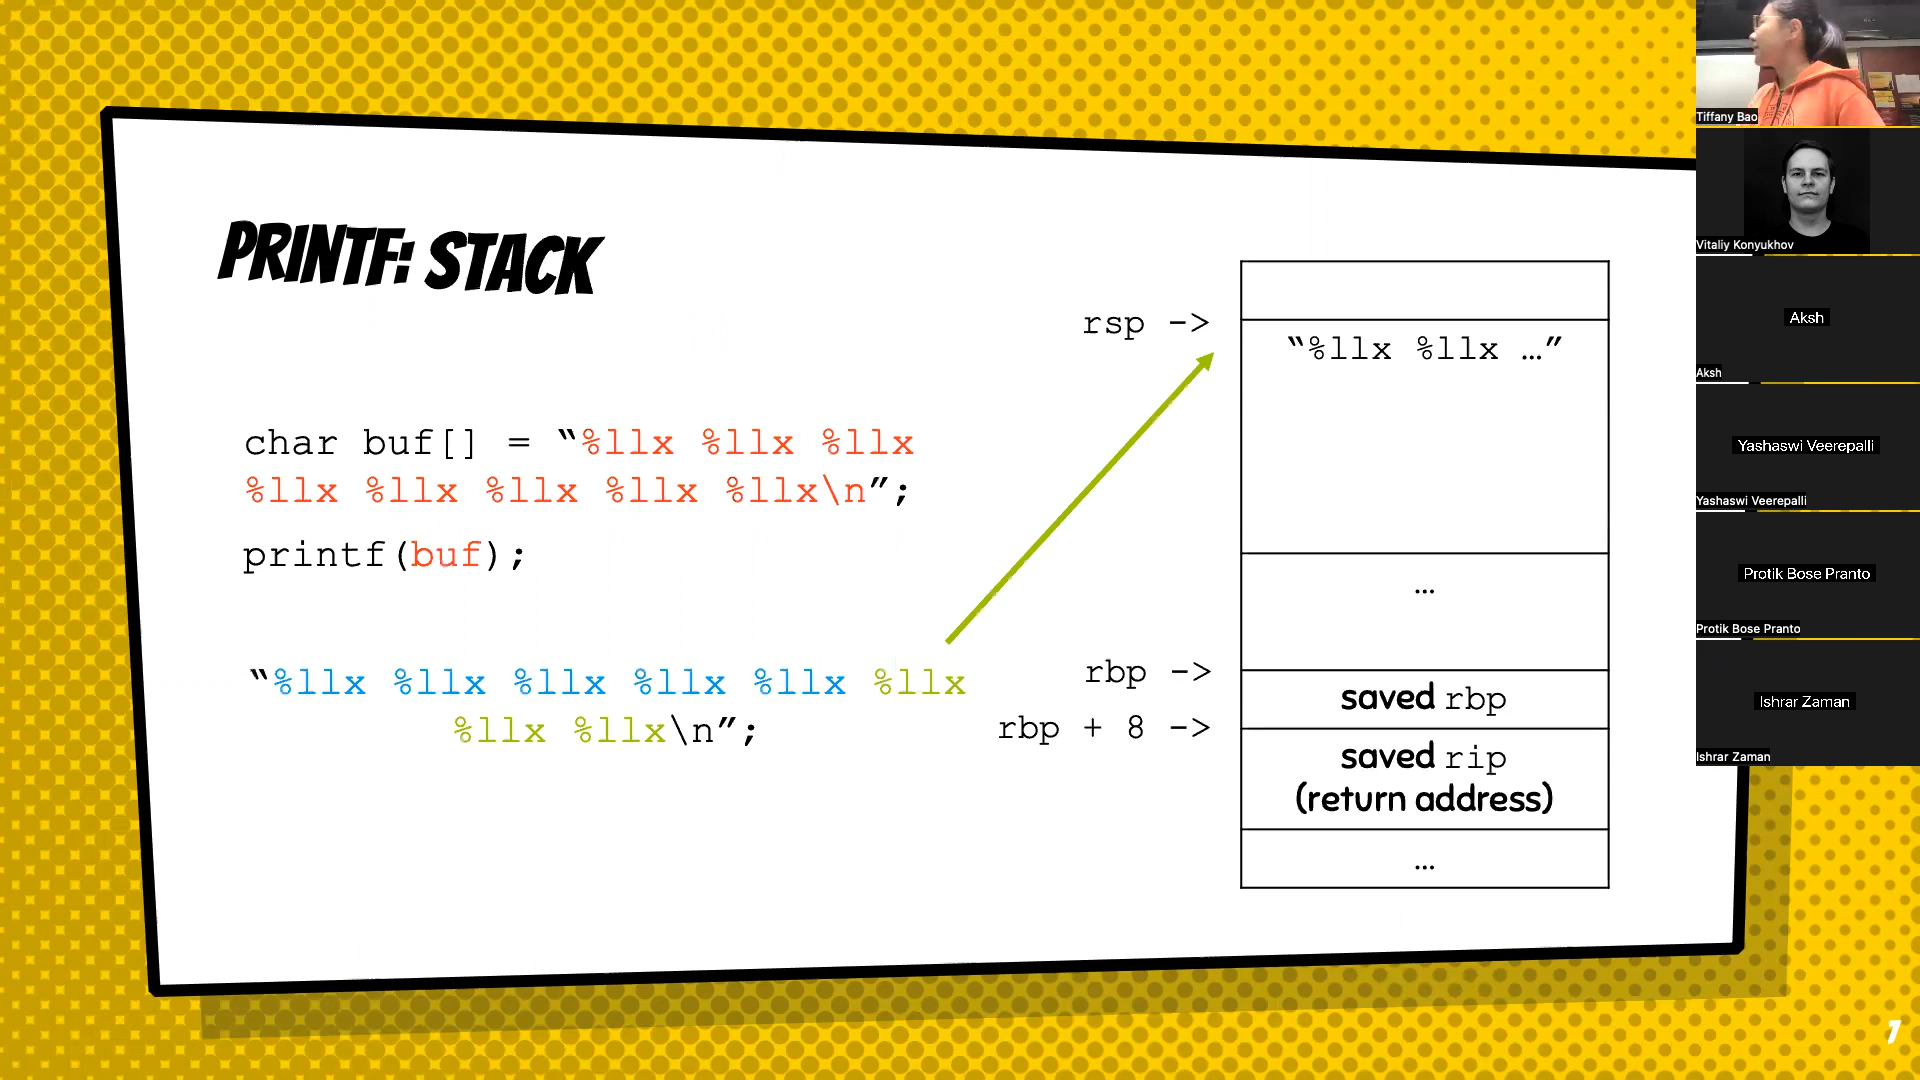 PRINTF: STACK
char buf[] = “%llx %llx %llx
%llx %llx %llx %llx %llx\n”;
printf(buf);
“%llx %llx %llx %llx %llx %llx
%llx %llx\n”;
rsp ->
“%llx %llx …”
…
rbp ->
saved rbp
rbp + 8 ->
saved rip
(return address)
…
Tiffany Bao
Vitaliy Konyukhov
Aksh
Aksh
Yashaswi Veerepalli
Yashaswi Veerepalli
Protik Bose Pranto
Protik Bose Pranto
Ishrar Zaman
Ishrar Zaman
7